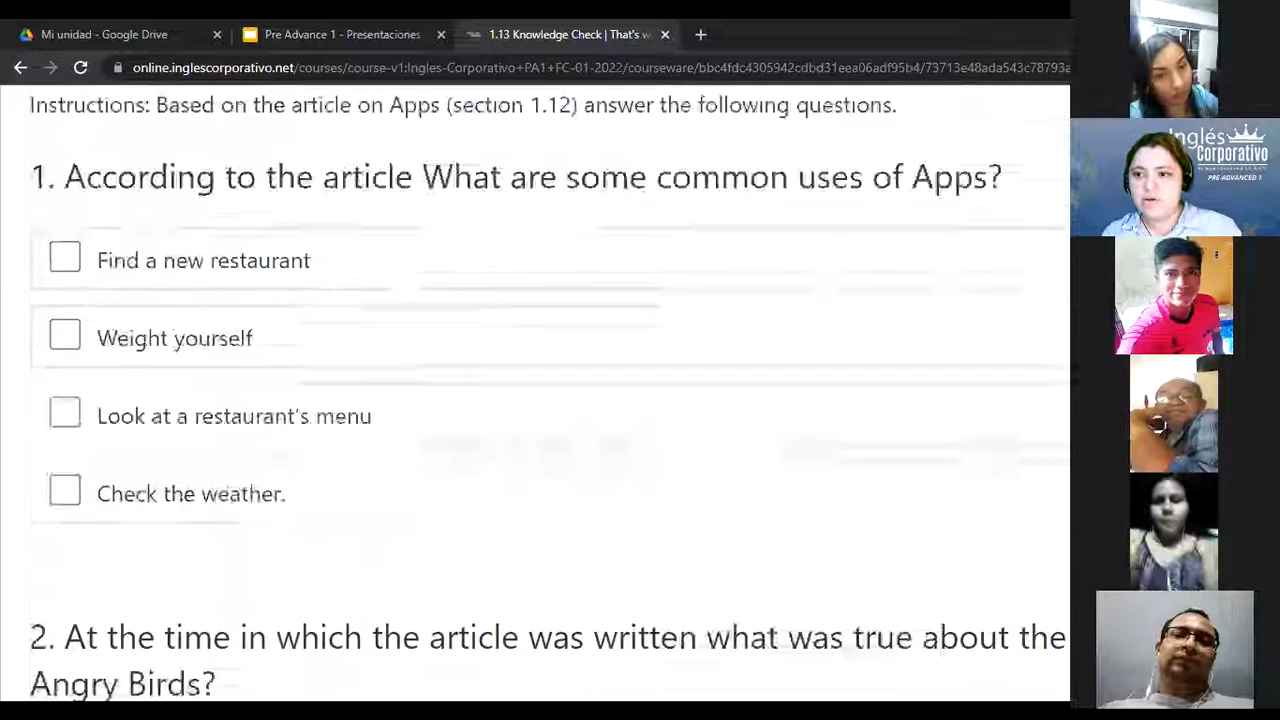 Mi unidad - Google Drive
Pre Advance 1 - Presentaciones
1.13 Knowledge Check | That's w
online.inglescorporativo.net/courses/course-v1:Ingles-Corporativo+PA1+FC-01-2022/courseware/bbc4fdc4305942cdbd31eea06adf95b4/73713e48ada543c78793a
Instructions: Based on the article on Apps (section 1.12) answer the following questions.
1. According to the article What are some common uses of Apps?
Find a new restaurant
Weight yourself
Look at a restaurant's menu
Check the weather.
2. At the time in which the article was written what was true about the
Angry Birds?
Inglés
Corporativo
PRE-ADVANCED 1